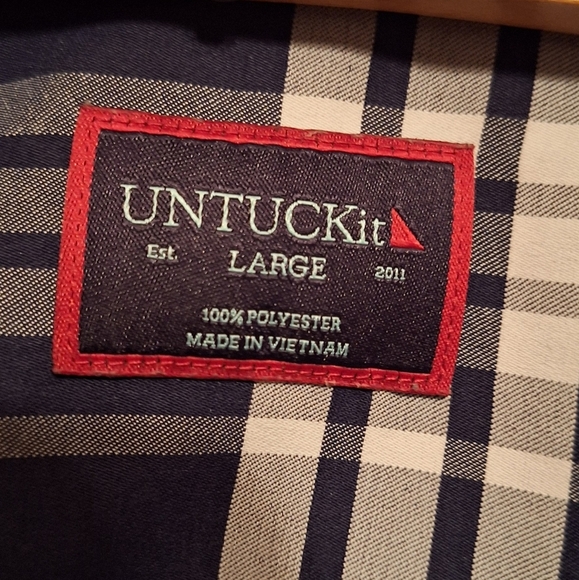 UNTUCKit
Est. LARGE 2011
100% POLYESTER
MADE IN VIETNAM